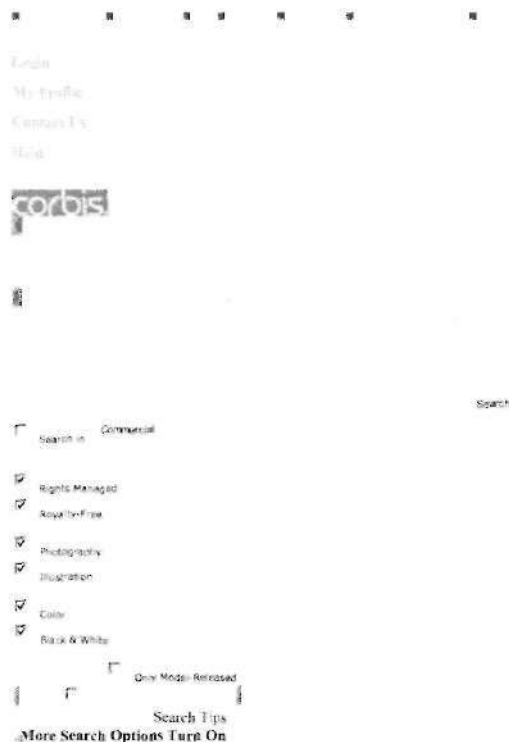 Login
My Profile
Contact Us
Help
corbis.
Search
Search in Commercial
Rights Managed
Royalty-Free
Photography
Illustration
Color
Black & White
Only Model-Released
Search Tips
More Search Options Turn On